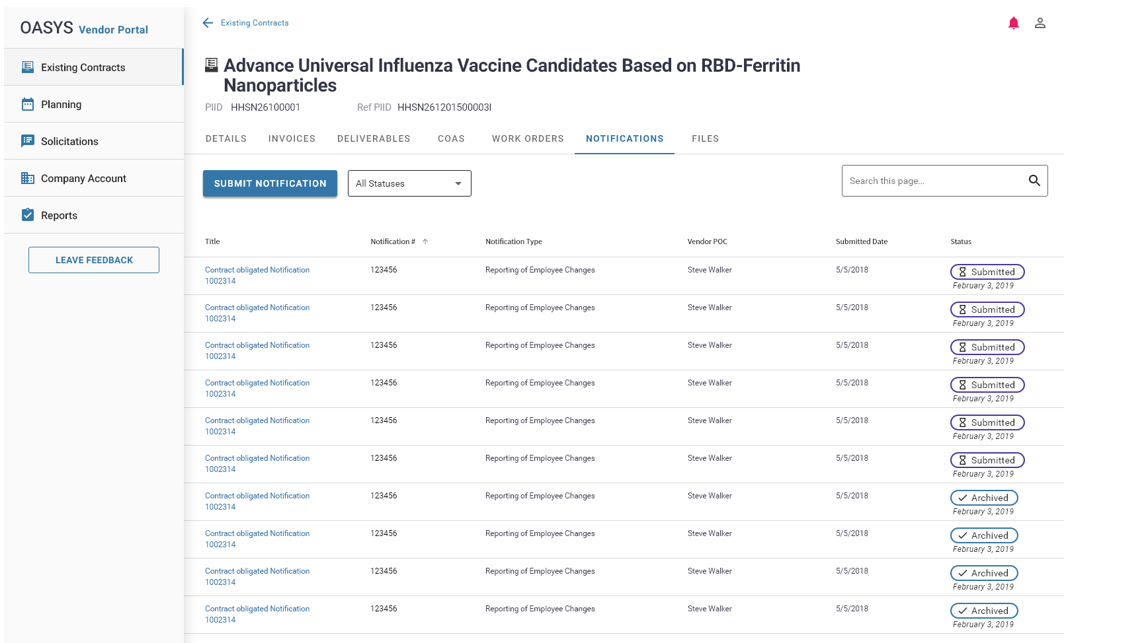 OASYS Vendor Portal
Existing Contracts
Planning
Solicitations
Company Account
Reports
LEAVE FEEDBACK
Existing Contracts
Advance Universal Influenza Vaccine Candidates Based on RBD-Ferritin
Nanoparticles
PIID HHSN26100001 Ref PIID HHSN261201500003I
DETAILS INVOICES DELIVERABLES COAS WORK ORDERS NOTIFICATIONS FILES
SUBMIT NOTIFICATION All Statuses Search this page...
Title Notification # Notification Type Vendor POC Submitted Date Status
Contract obligated Notification 123456 Reporting of Employee Changes Steve Walker 5/5/2018 Submitted
1002314 February 3, 2019
Contract obligated Notification 123456 Reporting of Employee Changes Steve Walker 5/5/2018 Submitted
1002314 February 3, 2019
Contract obligated Notification 123456 Reporting of Employee Changes Steve Walker 5/5/2018 Submitted
1002314 February 3, 2019
Contract obligated Notification 123456 Reporting of Employee Changes Steve Walker 5/5/2018 Submitted
1002314 February 3, 2019
Contract obligated Notification 123456 Reporting of Employee Changes Steve Walker 5/5/2018 Submitted
1002314 February 3, 2019
Contract obligated Notification 123456 Reporting of Employee Changes Steve Walker 5/5/2018 Submitted
1002314 February 3, 2019
Contract obligated Notification 123456 Reporting of Employee Changes Steve Walker 5/5/2018 Archived
1002314 February 3, 2019
Contract obligated Notification 123456 Reporting of Employee Changes Steve Walker 5/5/2018 Archived
1002314 February 3, 2019
Contract obligated Notification 123456 Reporting of Employee Changes Steve Walker 5/5/2018 Archived
1002314 February 3, 2019
Contract obligated Notification 123456 Reporting of Employee Changes Steve Walker 5/5/2018 Archived
1002314 February 3, 2019